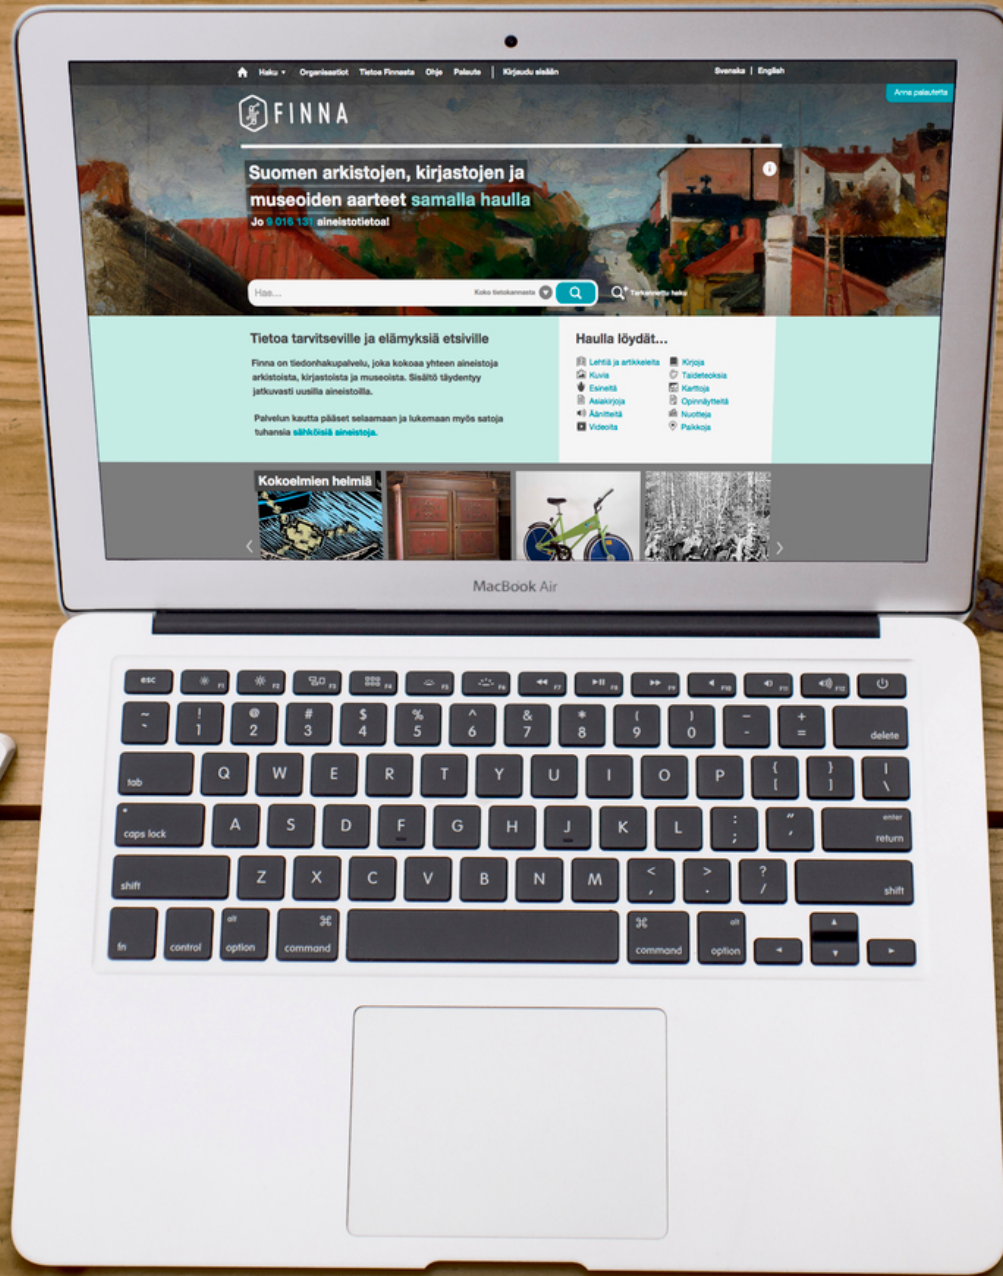 Haku Organisaatiot Tietoa Finnasta Ohje Palaute | Kirjaudu sisään Svenska | English
Anna palautetta
FINNA
Suomen arkistojen, kirjastojen ja
museoiden aarteet samalla haulla
Jo 9 016 131 aineistotietoa!
Hae... Koko tietokannasta Tarkennettu haku
Tietoa tarvitseville ja elämyksiä etsiville
Finna on tiedonhakupalvelu, joka kokoaa yhteen aineistoja
arkistoista, kirjastoista ja museoista. Sisältö täydentyy
jatkuvasti uusilla aineistoilla.
Palvelun kautta pääset selaamaan ja lukemaan myös satoja
tuhansia sähköisiä aineistoja.
Haulla löydät...
Lehtiä ja artikkeleita Kirjoja
Kuvia Taideteoksia
Esineitä Karttoja
Asiakirjoja Opinnäytteitä
Äänitteitä Nuotteja
Videoita Paikkoja
Kokoelmien helmiä
MacBook Air
esc F1 F2 F3 F4 F5 F6 F7 F8 F9 F10 F11 F12
~ ! @ # $ % ^ & * ( ) _ +
` 1 2 3 4 5 6 7 8 9 0 - = delete
tab Q W E R T Y U I O P { [ } ] | \
caps lock A S D F G H J K L : ; " ' enter return
shift Z X C V B N M < , > . ? / shift
fn control alt option ⌘ command ⌘ command alt option